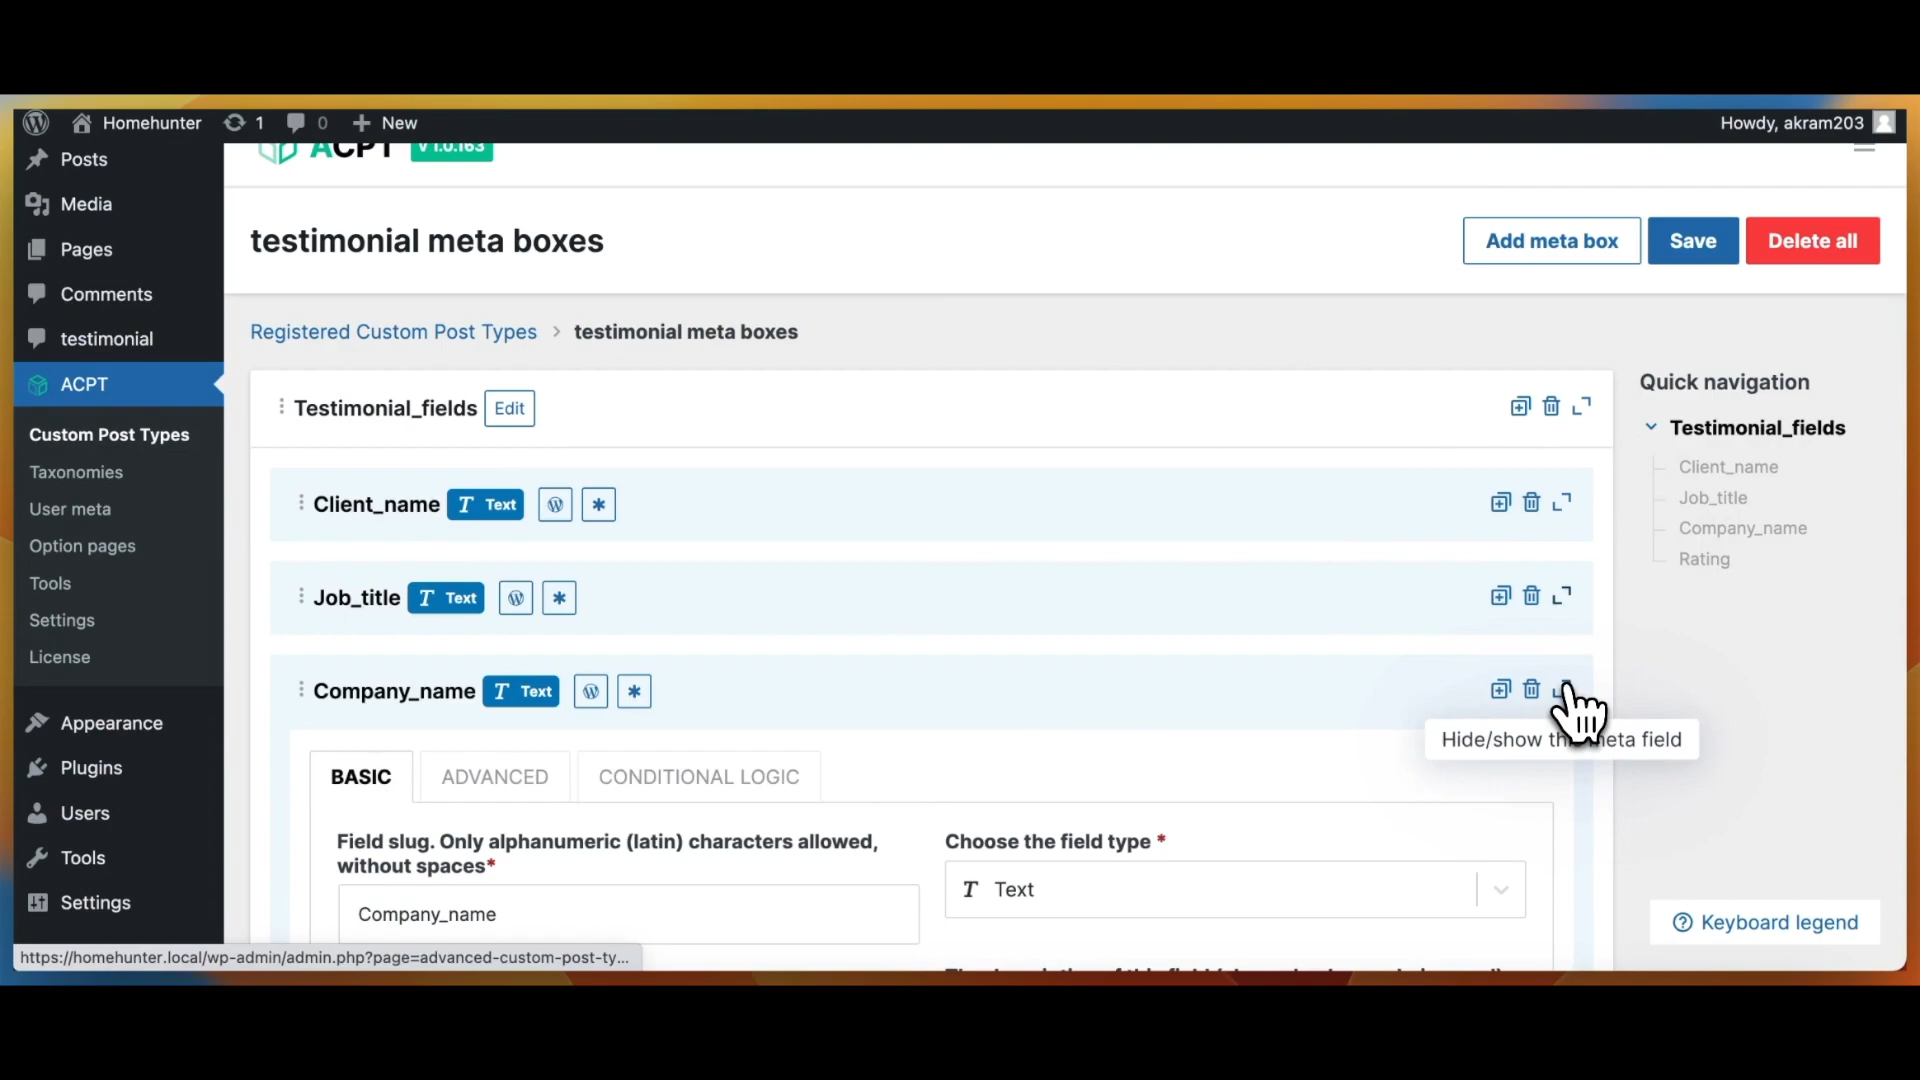 Homehunter 1 0 New Howdy, akram203
ACPT v 1.0.163
Posts
Media
Pages
Comments
testimonial
ACPT
Custom Post Types
Taxonomies
User meta
Option pages
Tools
Settings
License
Appearance
Plugins
Users
Tools
Settings
testimonial meta boxes
Add meta box Save Delete all
Registered Custom Post Types > testimonial meta boxes
Testimonial_fields Edit
Client_name T Text *
Job_title T Text *
Company_name T Text *
Hide/show th eta field
BASIC ADVANCED CONDITIONAL LOGIC
Field slug. Only alphanumeric (latin) characters allowed,
without spaces*
Company_name
Choose the field type *
T Text
Quick navigation
Testimonial_fields
Client_name
Job_title
Company_name
Rating
Keyboard legend
https://homehunter.local/wp-admin/admin.php?page=advanced-custom-post-ty...